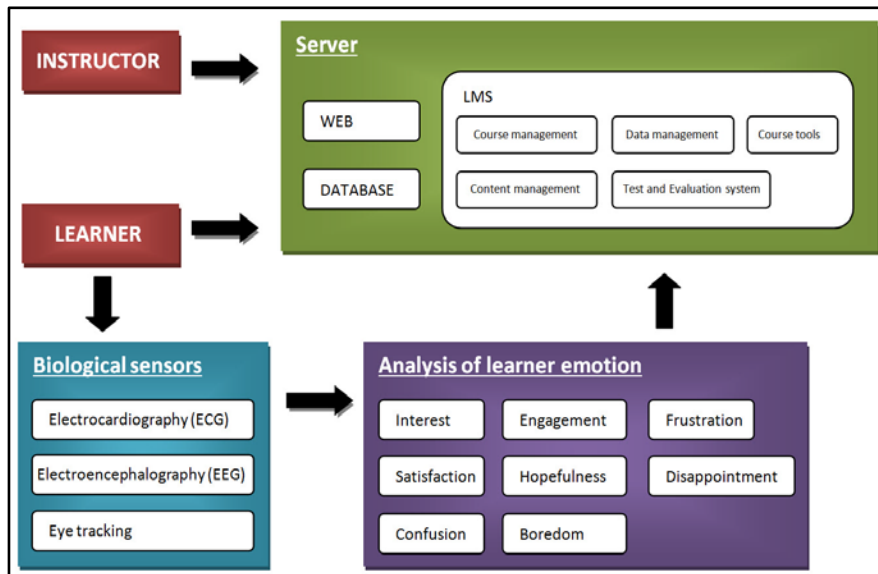 INSTRUCTOR
Server
LMS
WEB
Course management
Data management
Course tools
DATABASE
Content management
Test and Evaluation system
LEARNER
Biological sensors
Electrocardiography (ECG)
Electroencephalography (EEG)
Eye tracking
Analysis of learner emotion
Interest
Engagement
Frustration
Satisfaction
Hopefulness
Disappointment
Confusion
Boredom